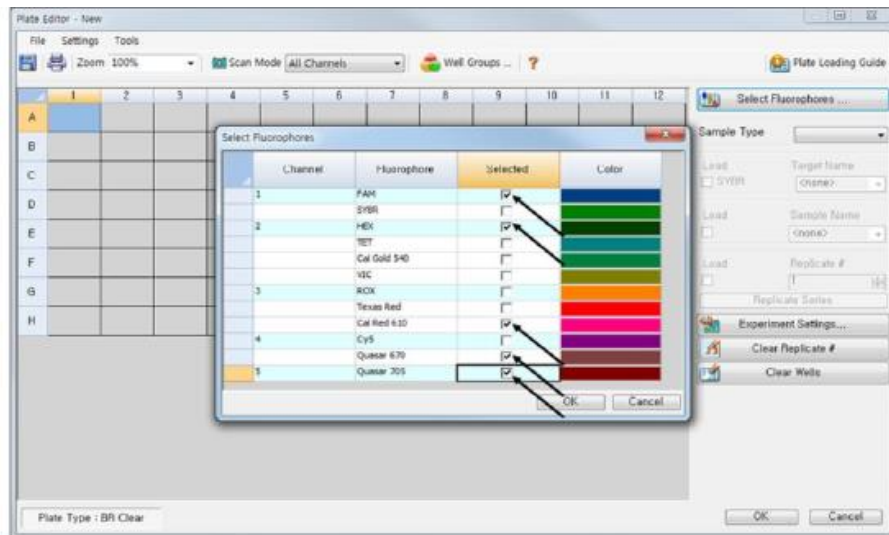 Plate Editor - New
File Settings Tools
Zoom 100% Scan Mode All Channels Well Groups ... ? Plate Loading Guide
1 2 3 4 5 6 7 8 9 10 11 12
A
B
C
D
E
F
G
H
Select Fluorophores
Channel Fluorophore Selected Color
1 FAM
SYBR
2 HEX
TET
Cal Gold 540
VIC
3 ROX
Texas Red
Cal Red 610
4 Cy5
Quasar 670
5 Quasar 705
OK Cancel
Select Fluorophores ...
Sample Type
Load Target Name
SYBR <none>
Load Sample Name
<none>
Load Replicate #
1
Replicate Series
Experiment Settings...
Clear Replicate #
Clear Wells
Plate Type : BR Clear
OK Cancel